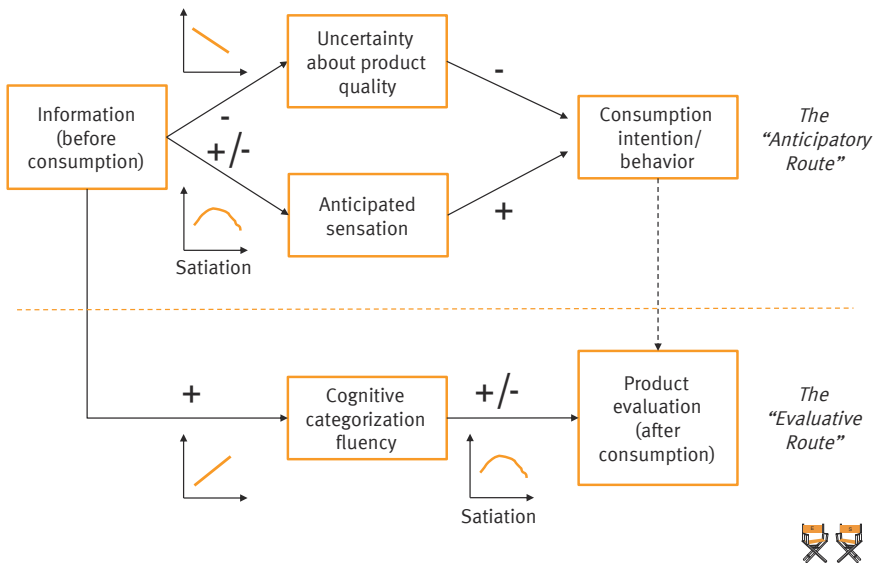 Uncertainty
about product
quality
-
Information
(before
consumption)
-
+/-
Consumption
intention/
behavior
The
“Anticipatory
Route”
Anticipated
sensation
+
Satiation
+
Cognitive
categorization
fluency
+/-
Product
evaluation
(after
consumption)
The
“Evaluative
Route”
Satiation